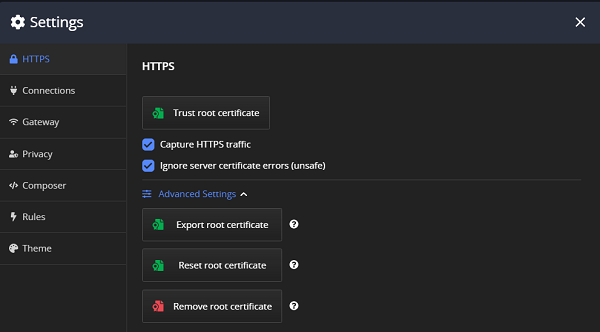 Settings
HTTPS
Connections
Gateway
Privacy
Composer
Rules
Theme
HTTPS
Trust root certificate
Capture HTTPS traffic
Ignore server certificate errors (unsafe)
Advanced Settings
Export root certificate
Reset root certificate
Remove root certificate